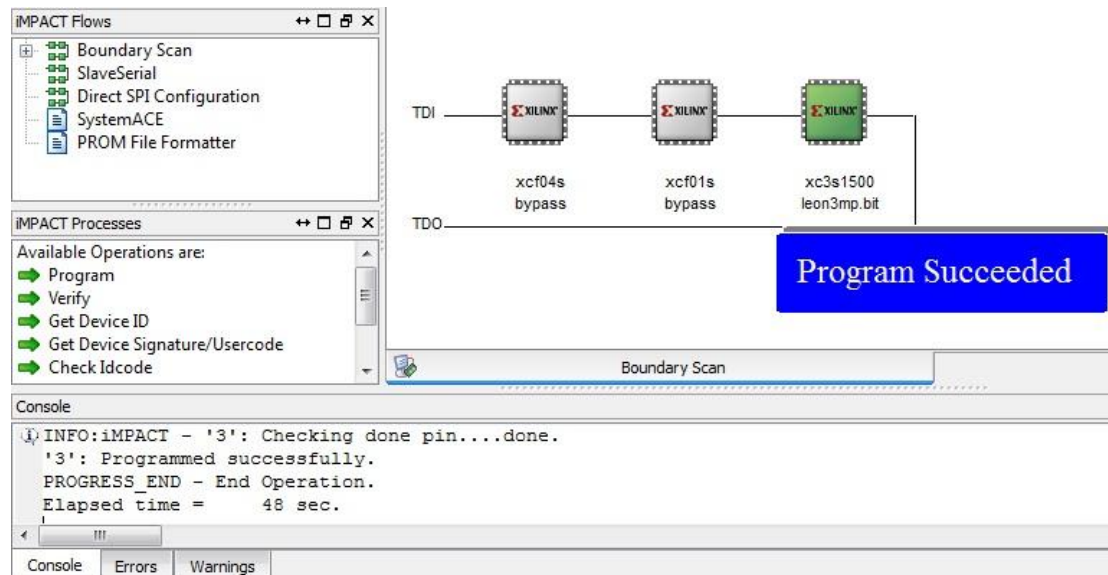 iMPACT Flows
Boundary Scan
SlaveSerial
Direct SPI Configuration
SystemACE
PROM File Formatter
iMPACT Processes
Available Operations are:
Program
Verify
Get Device ID
Get Device Signature/Usercode
Check Idcode
TDI
XILINX XILINX XILINX
xcf04s xcf01s xc3s1500
bypass bypass leon3mp.bit
TDO
Program Succeeded
Boundary Scan
Console
INFO:iMPACT - '3': Checking done pin....done.
'3': Programmed successfully.
PROGRESS_END - End Operation.
Elapsed time = 48 sec.
Console Errors Warnings